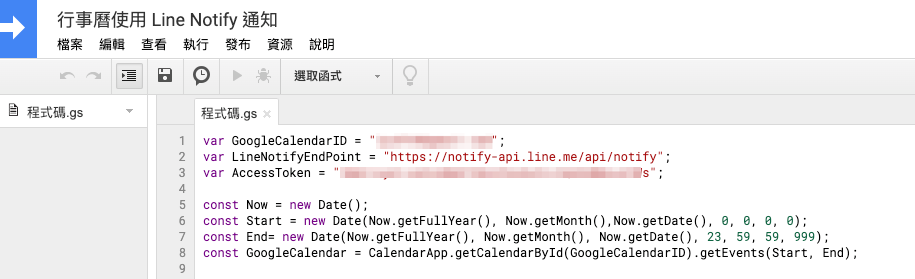 行事曆使用 Line Notify 通知
檔案 編輯 查看 執行 發布 資源 說明
選取函式
程式碼.gs
程式碼.gs ×
1 var GoogleCalendarID = "";
2 var LineNotifyEndPoint = "https://notify-api.line.me/api/notify";
3 var AccessToken = "s";
4
5 const Now = new Date();
6 const Start = new Date(Now.getFullYear(), Now.getMonth(),Now.getDate(), 0, 0, 0, 0);
7 const End= new Date(Now.getFullYear(), Now.getMonth(), Now.getDate(), 23, 59, 59, 999);
8 const GoogleCalendar = CalendarApp.getCalendarById(GoogleCalendarID).getEvents(Start, End);
9